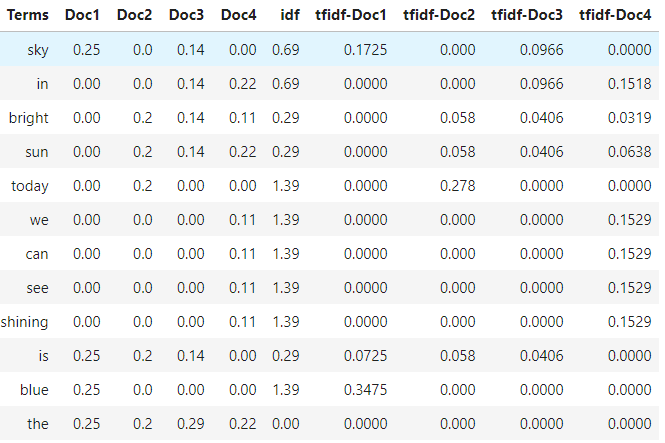 Terms Doc1 Doc2 Doc3 Doc4 idf tfidf-Doc1 tfidf-Doc2 tfidf-Doc3 tfidf-Doc4
sky 0.25 0.0 0.14 0.00 0.69 0.1725 0.000 0.0966 0.0000
in 0.00 0.0 0.14 0.22 0.69 0.0000 0.000 0.0966 0.1518
bright 0.00 0.2 0.14 0.11 0.29 0.0000 0.058 0.0406 0.0319
sun 0.00 0.2 0.14 0.22 0.29 0.0000 0.058 0.0406 0.0638
today 0.00 0.2 0.00 0.00 1.39 0.0000 0.278 0.0000 0.0000
we 0.00 0.0 0.00 0.11 1.39 0.0000 0.000 0.0000 0.1529
can 0.00 0.0 0.00 0.11 1.39 0.0000 0.000 0.0000 0.1529
see 0.00 0.0 0.00 0.11 1.39 0.0000 0.000 0.0000 0.1529
shining 0.00 0.0 0.00 0.11 1.39 0.0000 0.000 0.0000 0.1529
is 0.25 0.2 0.14 0.00 0.29 0.0725 0.058 0.0406 0.0000
blue 0.25 0.0 0.00 0.00 1.39 0.3475 0.000 0.0000 0.0000
the 0.25 0.2 0.29 0.22 0.00 0.0000 0.000 0.0000 0.0000